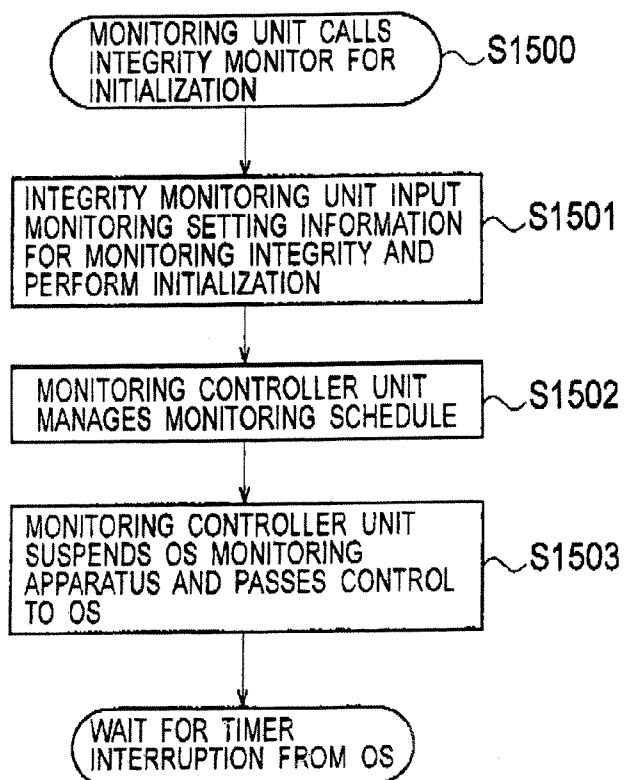 MONITORING UNIT CALLS
INTEGRITY MONITOR FOR
INITIALIZATION
S1500
INTEGRITY MONITORING UNIT INPUT
MONITORING SETTING INFORMATION
FOR MONITORING INTEGRITY AND
PERFORM INITIALIZATION
S1501
MONITORING CONTROLLER UNIT
MANAGES MONITORING SCHEDULE
S1502
MONITORING CONTROLLER UNIT
SUSPENDS OS MONITORING
APPARATUS AND PASSES CONTROL
TO OS
S1503
WAIT FOR TIMER
INTERRUPTION FROM OS